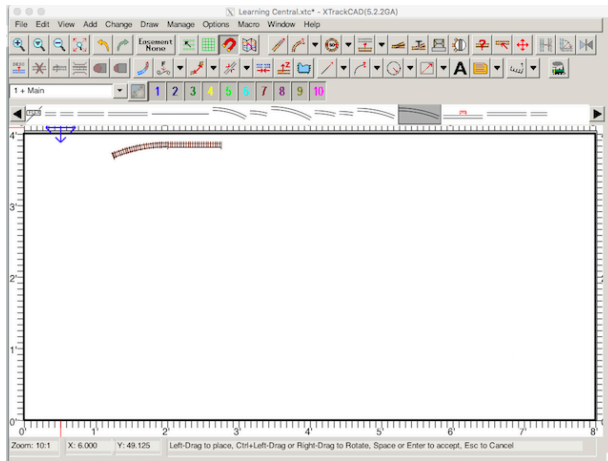 Learning Central.xtc* - XTrackCAD(5.2.2GA)
File Edit View Add Change Draw Manage Options Macro Window Help
Easement
None
A
1 + Main 1 2 3 4 5 6 7 8 9 10
4'
3'
2'
1'
0'
0' 1' 2' 3' 4' 5' 6' 7' 8'
Zoom: 10:1 X: 6.000 Y: 49.125 Left-Drag to place, Ctrl+Left-Drag or Right-Drag to Rotate, Space or Enter to accept, Esc to Cancel